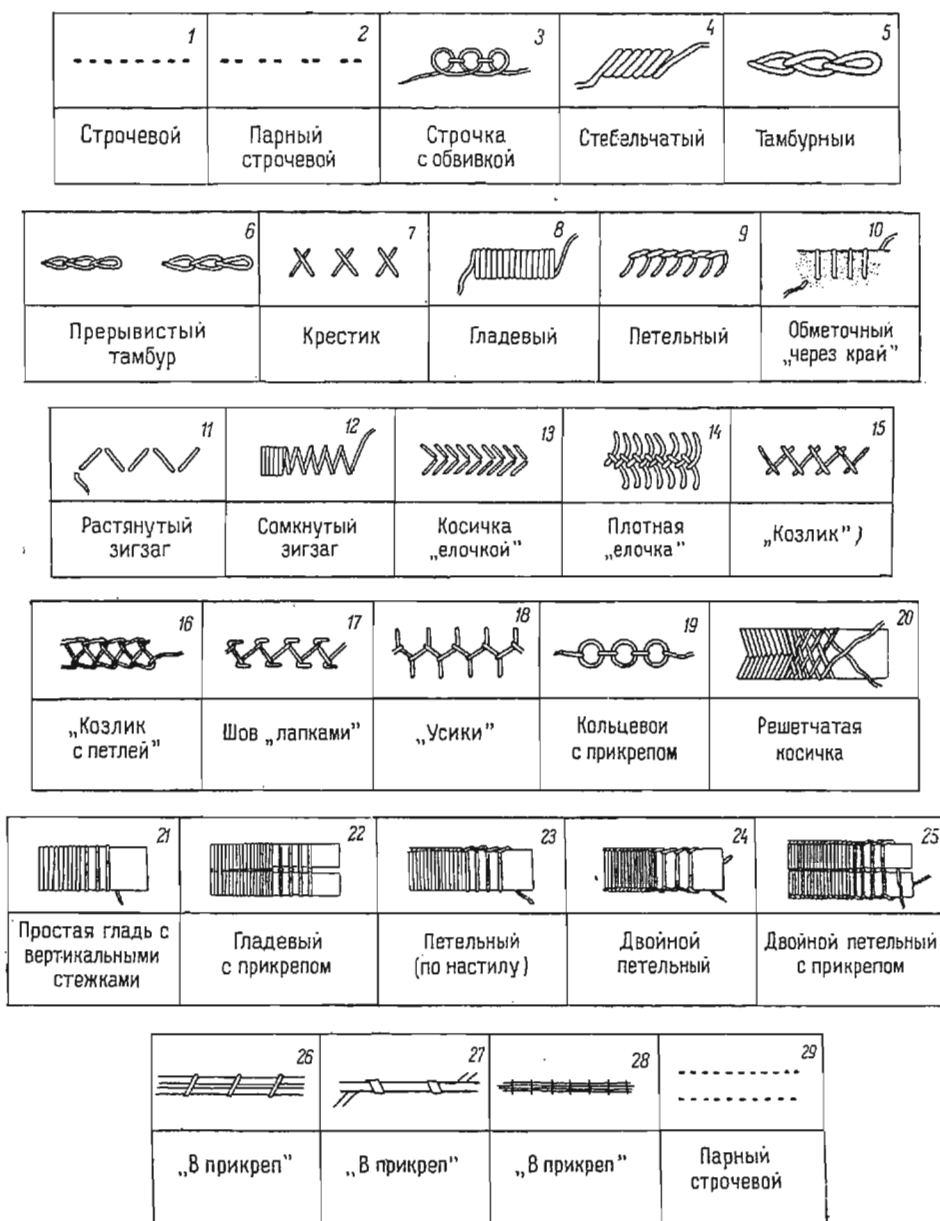 1 2 3 4 5
Строчевой Парный Строчка Стебельчатый Тамбурный
строчевой с обвивкой
6 7 8 9 10
Прерывистый Крестик Гладевый Петельный Обметочный
тамбур „через край"
11 12 13 14 15
Растянутый Сомкнутый Косичка Плотная „Козлик")
зигзаг зигзаг „елочкой" „елочка"
16 17 18 19 20
„Козлик Шов „лапками" „Усики" Кольцевой Решетчатая
с петлей" с прикрепом косичка
21 22 23 24 25
Простая гладь с Гладевый Петельный Двойной Двойной петельный
вертикальными с прикрепом (по настилу) петельный с прикрепом
стежками
26 27 28 29
„В прикреп" „В прикреп" „В прикреп" Парный
строчевой